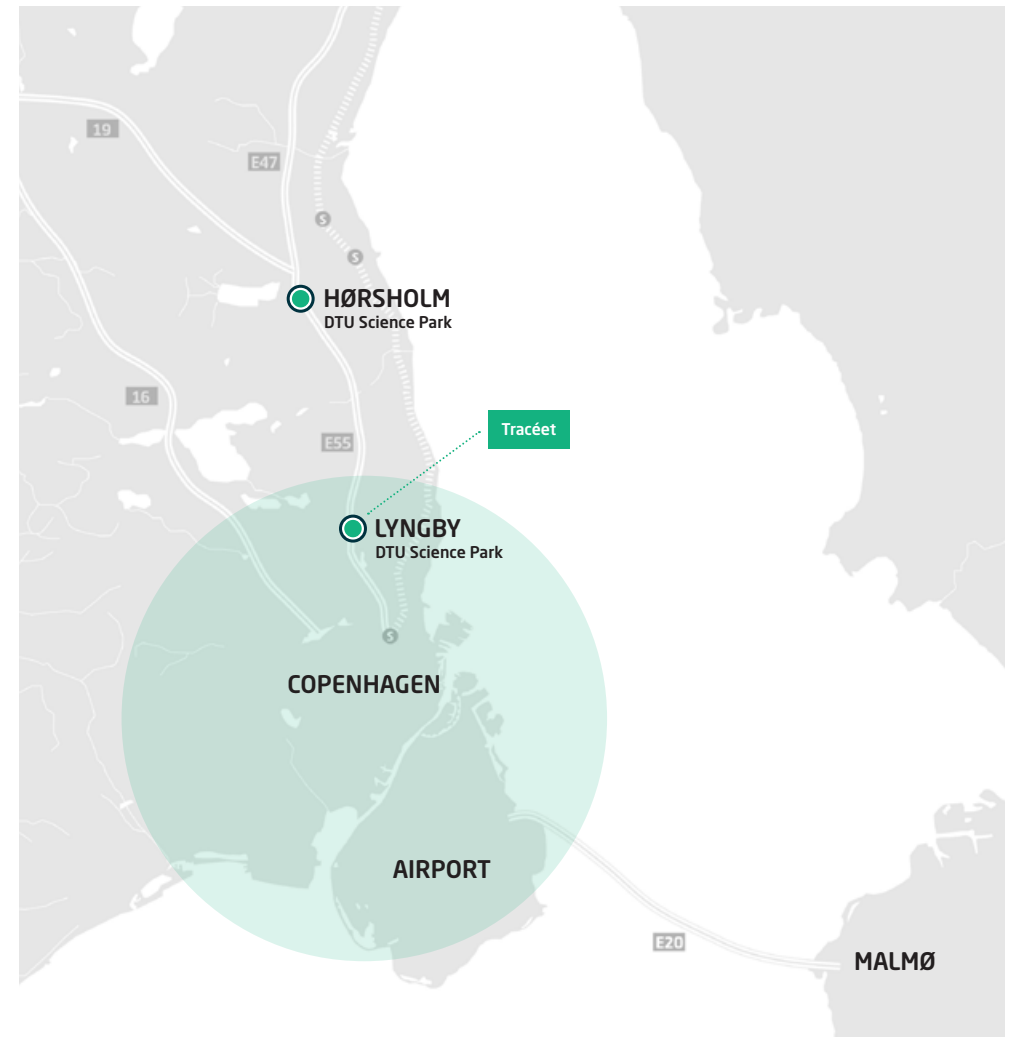 19
E47
S
S
HØRSHOLM
DTU Science Park
16
Tracéet
E55
LYNGBY
DTU Science Park
S
COPENHAGEN
AIRPORT
E20
MALMØ